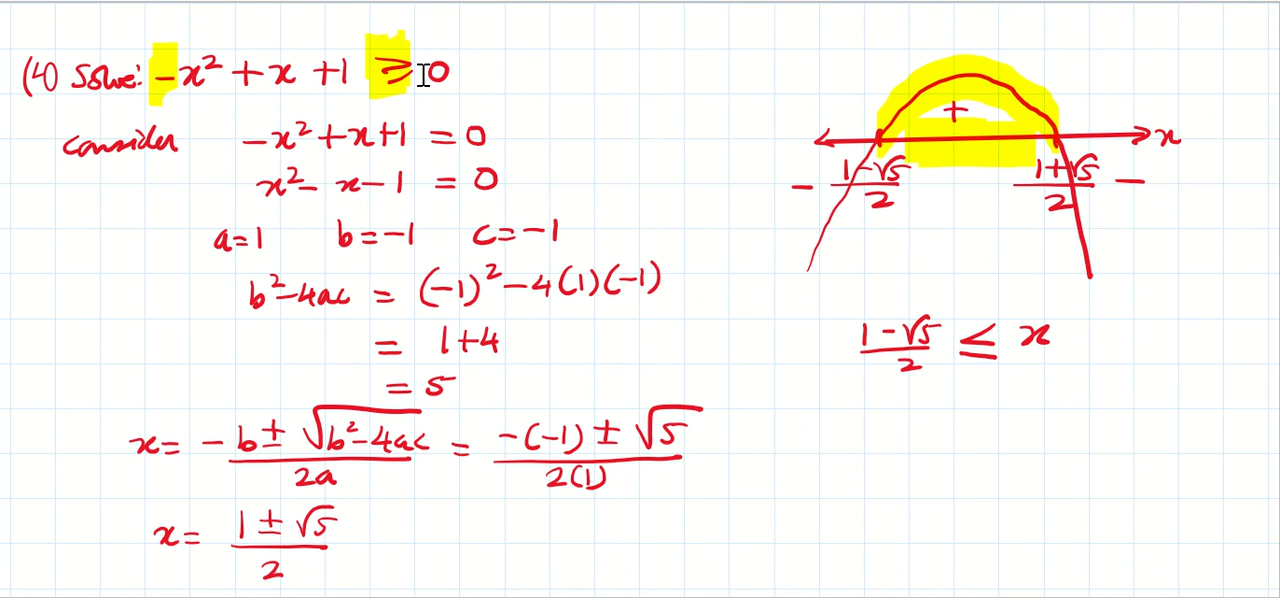 (4) Solve: -x² + x + 1 ≥ 0
consider -x² + x + 1 = 0
x² - x - 1 = 0
a = 1 b = -1 c = -1
b² - 4ac = (-1)² - 4(1)(-1)
= 1 + 4
= 5
x = (-b ± √(b² - 4ac))/2a = (-(-1) ± √5)/2(1)
x = (1 ± √5)/2
+
x
- (1-√5)/2 (1+√5)/2 -
(1-√5)/2 ≤ x